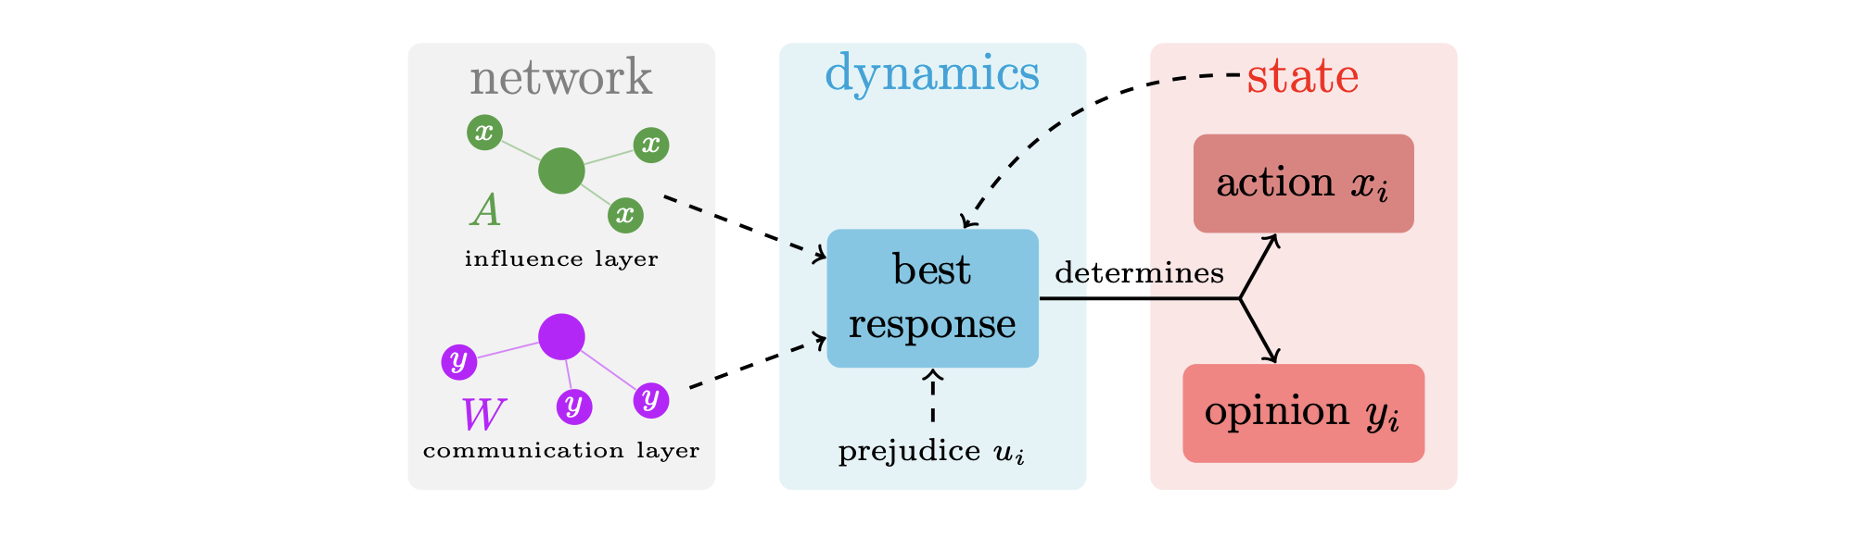 network
x
x
x
A
influence layer
y
y
y
W
communication layer
dynamics
best
response
prejudice u_i
determines
state
action x_i
opinion y_i